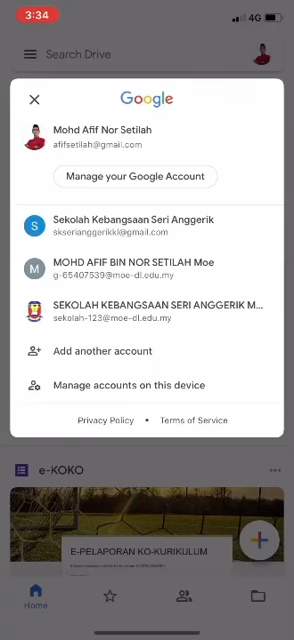 3:34
4G
Search Drive
Google
Mohd Afif Nor Setilah
afifsetilah@gmail.com
Manage your Google Account
S
Sekolah Kebangsaan Seri Anggerik
skserianggerikkl@gmail.com
M
MOHD AFIF BIN NOR SETILAH Moe
g-65407539@moe-dl.edu.my
SEKOLAH KEBANGSAAN SERI ANGGERIK M...
sekolah-123@moe-dl.edu.my
Add another account
Manage accounts on this device
Privacy Policy • Terms of Service
e-KOKO
E-PELAPORAN KO-KURIKULUM
Home